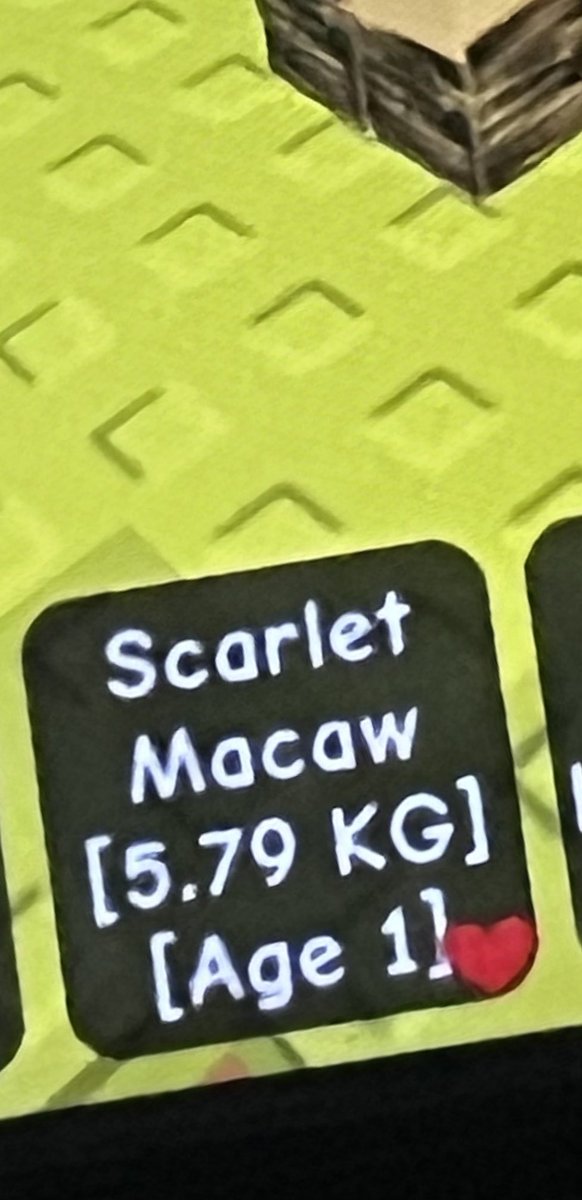 Scarlet
Macaw
[5.79 KG]
[Age 1]